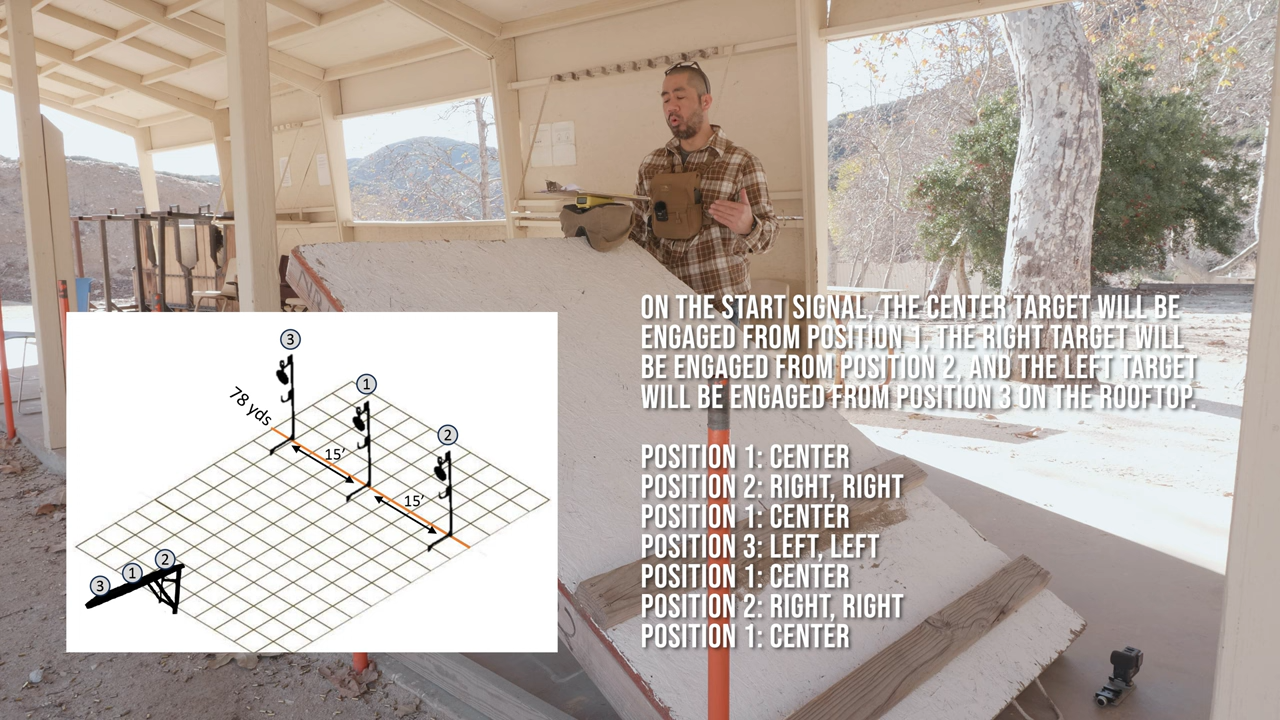 ON THE START SIGNAL, THE CENTER TARGET WILL BE
ENGAGED FROM POSITION 1, THE RIGHT TARGET WILL
BE ENGAGED FROM POSITION 2, AND THE LEFT TARGET
WILL BE ENGAGED FROM POSITION 3 ON THE ROOFTOP.
POSITION 1: CENTER
POSITION 2: RIGHT, RIGHT
POSITION 1: CENTER
POSITION 3: LEFT, LEFT
POSITION 1: CENTER
POSITION 2: RIGHT, RIGHT
POSITION 1: CENTER
3
1
2
78 yds
15'
15'
3
1
2